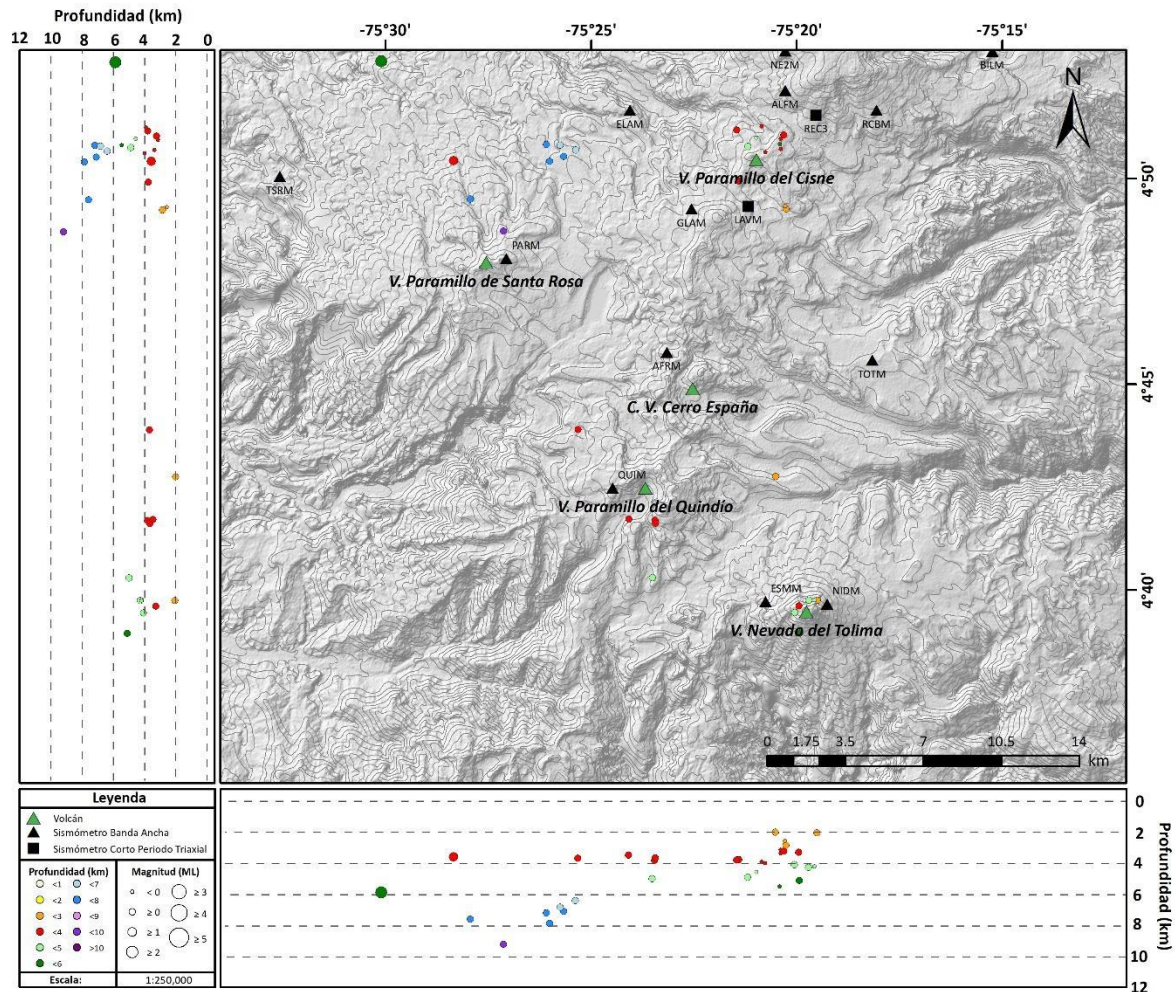 Profundidad (km)
12 10 8 6 4 2 0
-75°30' -75°25' -75°20' -75°15'
NE2M BILM
N
ALFM
ELAM REC3 RCBM
4°50'
V. Paramillo del Cisne
TSRM
GLAM LAVM
PARM
V. Paramillo de Santa Rosa
AFRM TOTM
4°45'
C. V. Cerro España
QUIM
V. Paramillo del Quindío
ESMM NIDM
4°40'
V. Nevado del Tolima
0 1.75 3.5 7 10.5 14
km
Leyenda
Volcán
Sismómetro Banda Ancha
Sismómetro Corto Periodo Triaxial
Profundidad (km) Magnitud (ML)
<1 <7 < 0 ≥ 3
<2 <8
<3 <9 ≥ 0 ≥ 4
<4 <10 ≥ 1 ≥ 5
<5 >10 ≥ 2
<6
Escala: 1:250,000
0
2
4
6
8
10
12
Profundidad (km)